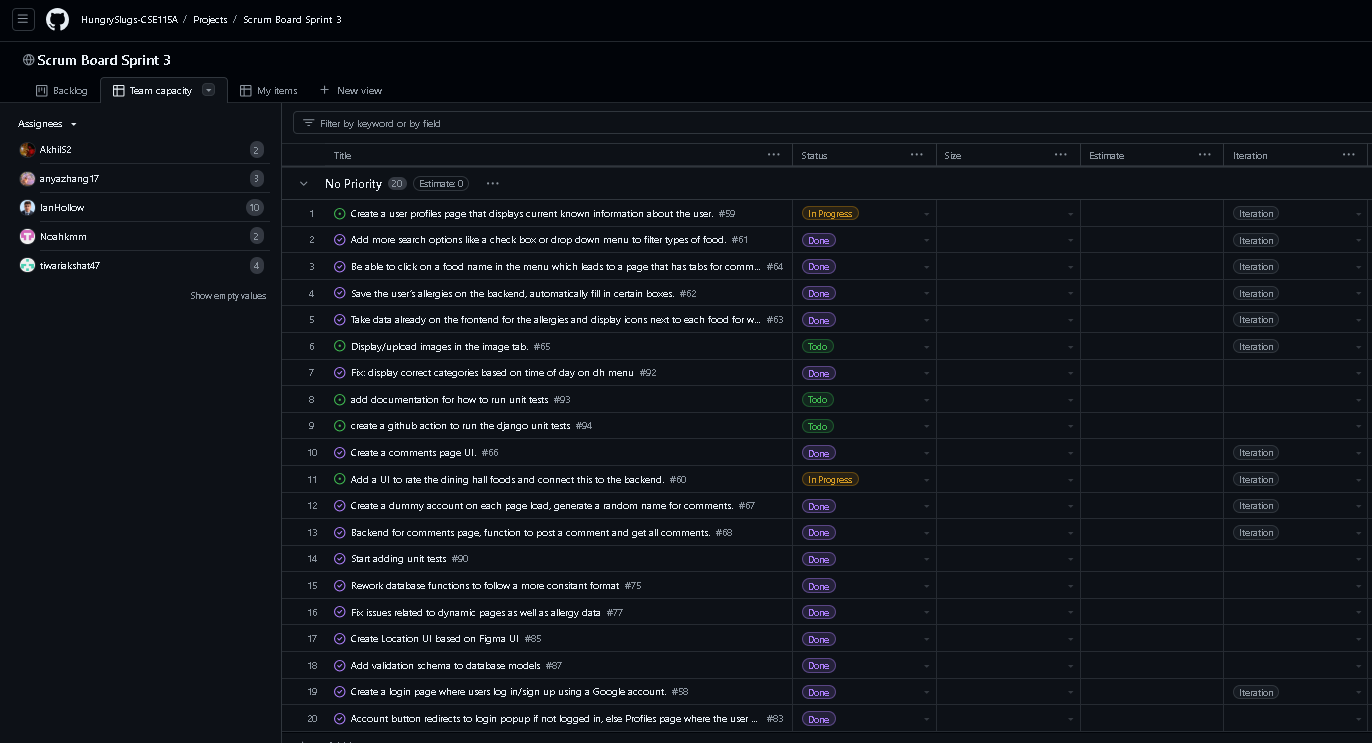 HungrySlugs-CSE115A / Projects / Scrum Board Sprint 3
Scrum Board Sprint 3
Backlog Team capacity My items + New view
Assignees
AkhilS2 2
anyazhang17 3
IanHollow 10
Noahkmm 2
tiwariakshat47 4
Show empty values
Filter by keyword or by field
Title ... Status ... Size ... Estimate ... Iteration ...
No Priority 20 Estimate: 0 ...
1 Create a user profiles page that displays current known information about the user. #59 In Progress Iteration
2 Add more search options like a check box or drop down menu to filter types of food. #61 Done Iteration
3 Be able to click on a food name in the menu which leads to a page that has tabs for comm... #64 Done Iteration
4 Save the user's allergies on the backend, automatically fill in certain boxes. #62 Done Iteration
5 Take data already on the frontend for the allergies and display icons next to each food for w... #63 Done Iteration
6 Display/upload images in the image tab. #65 Todo Iteration
7 Fix: display correct categories based on time of day on dh menu #92 Done
8 add documentation for how to run unit tests #93 Todo
9 create a github action to run the django unit tests #94 Todo
10 Create a comments page UI. #66 Done Iteration
11 Add a UI to rate the dining hall foods and connect this to the backend. #60 In Progress Iteration
12 Create a dummy account on each page load, generate a random name for comments. #67 Done Iteration
13 Backend for comments page, function to post a comment and get all comments. #68 Done Iteration
14 Start adding unit tests #90 Done
15 Rework database functions to follow a more consitant format #75 Done
16 Fix issues related to dynamic pages as well as allergy data #77 Done
17 Create Location UI based on Figma UI #85 Done
18 Add validation schema to database models #87 Done
19 Create a login page where users log in/sign up using a Google account. #58 Done Iteration
20 Account button redirects to login popup if not logged in, else Profiles page where the user ... #83 Done